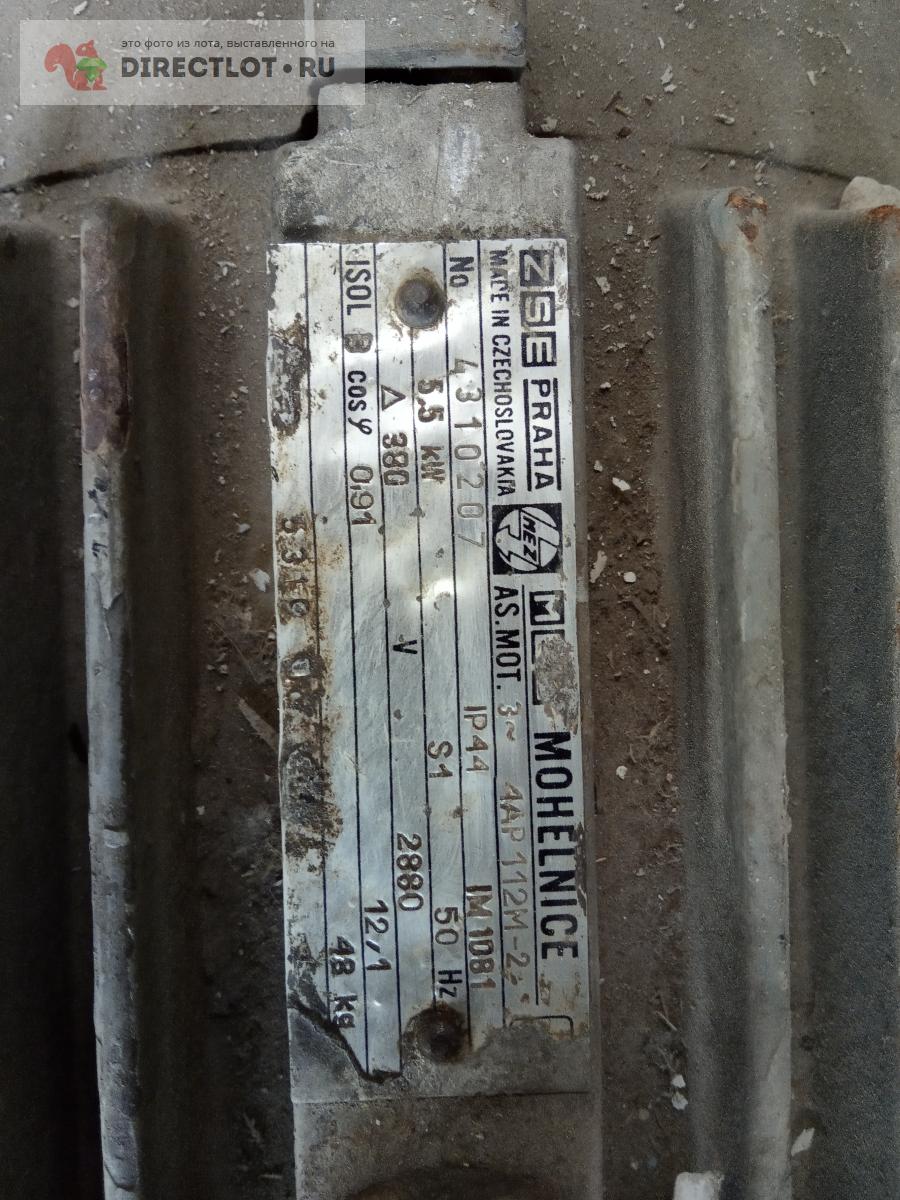 это фото из лота, выставленного на
DIRECTLOT.RU
ZSE PRAHA MEZ MOHELNICE
MADE IN CZECHOSLOVAKIA AS. MOT. 3~ 4AP112M-2
No 4310207 IP44 IM1081
5,5 kW S1 50 Hz
△ 380 V 2880
ISOL B cos φ 0,91 12,1
48 kg